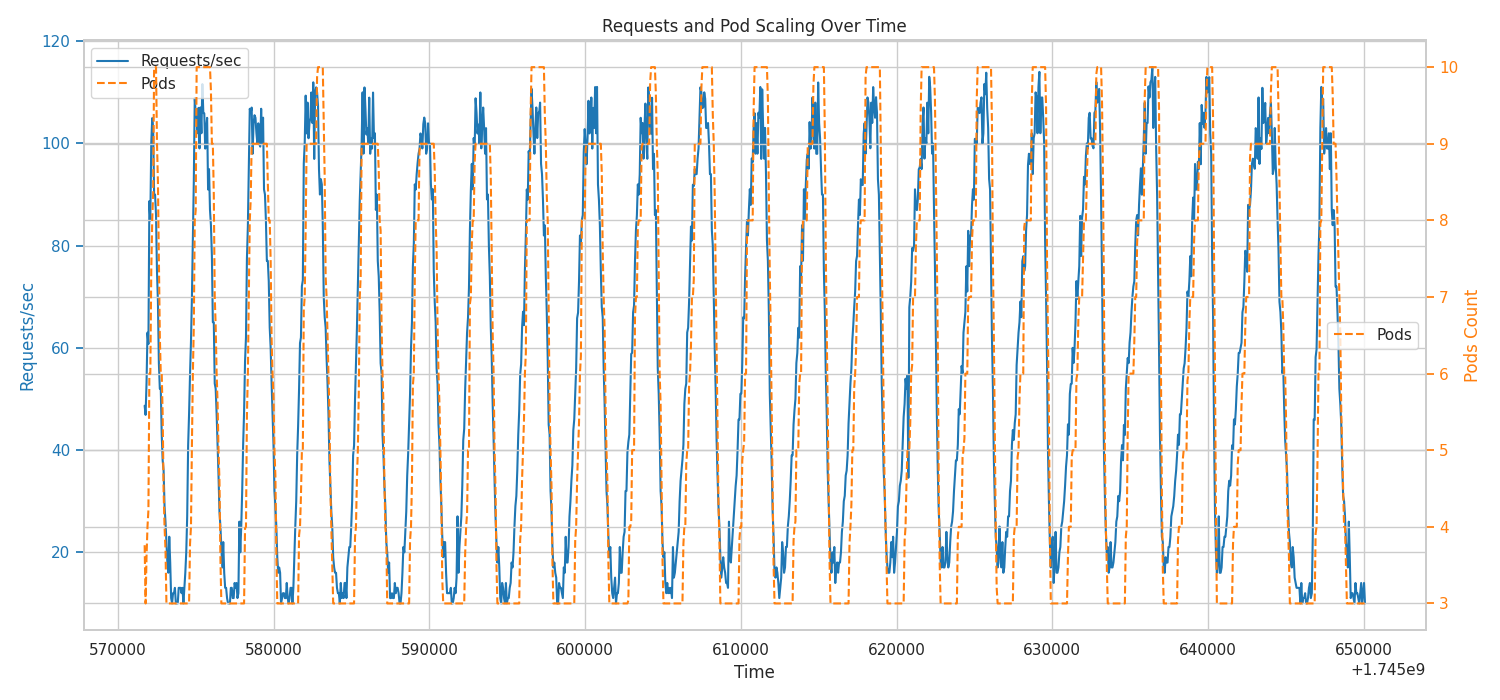 Requests and Pod Scaling Over Time
Requests/sec
Pods
120
100
80
60
40
20
Requests/sec
10
9
8
7
6
5
4
3
Pods Count
Pods
570000 580000 590000 600000 610000 620000 630000 640000 650000
+1.745e9
Time